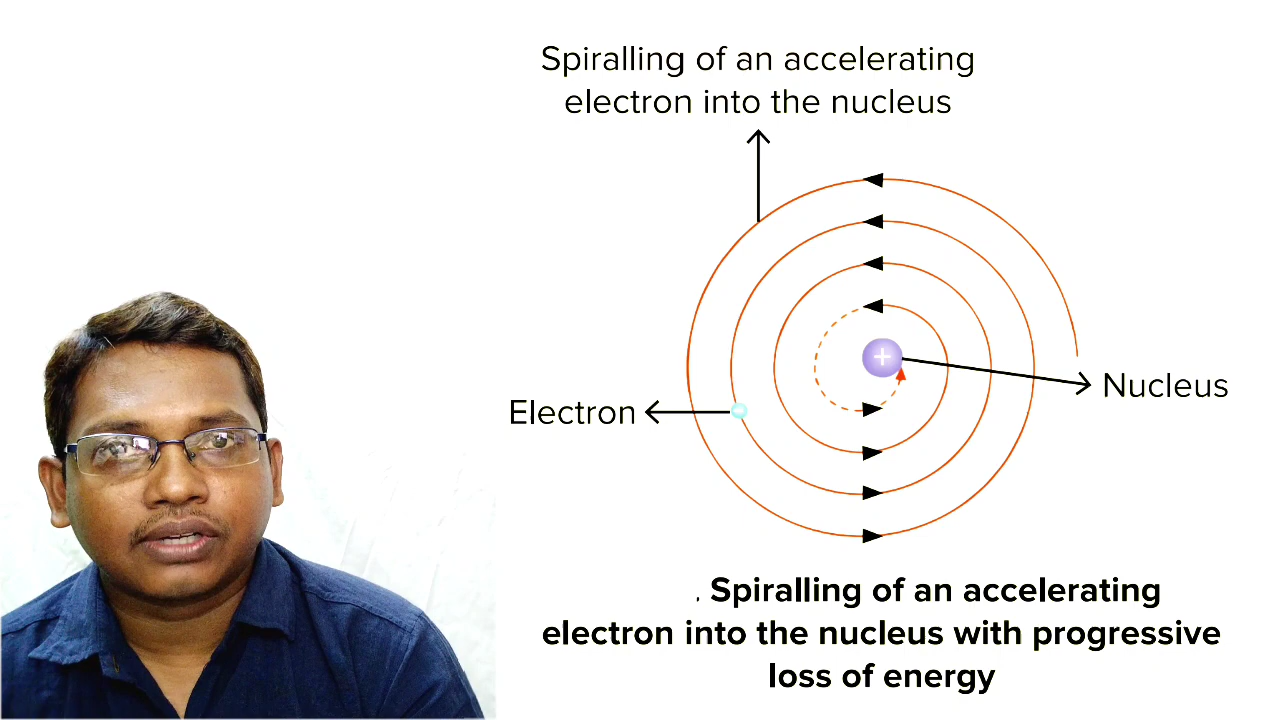 Spiralling of an accelerating
electron into the nucleus
+
Nucleus
Electron
. Spiralling of an accelerating
electron into the nucleus with progressive
loss of energy